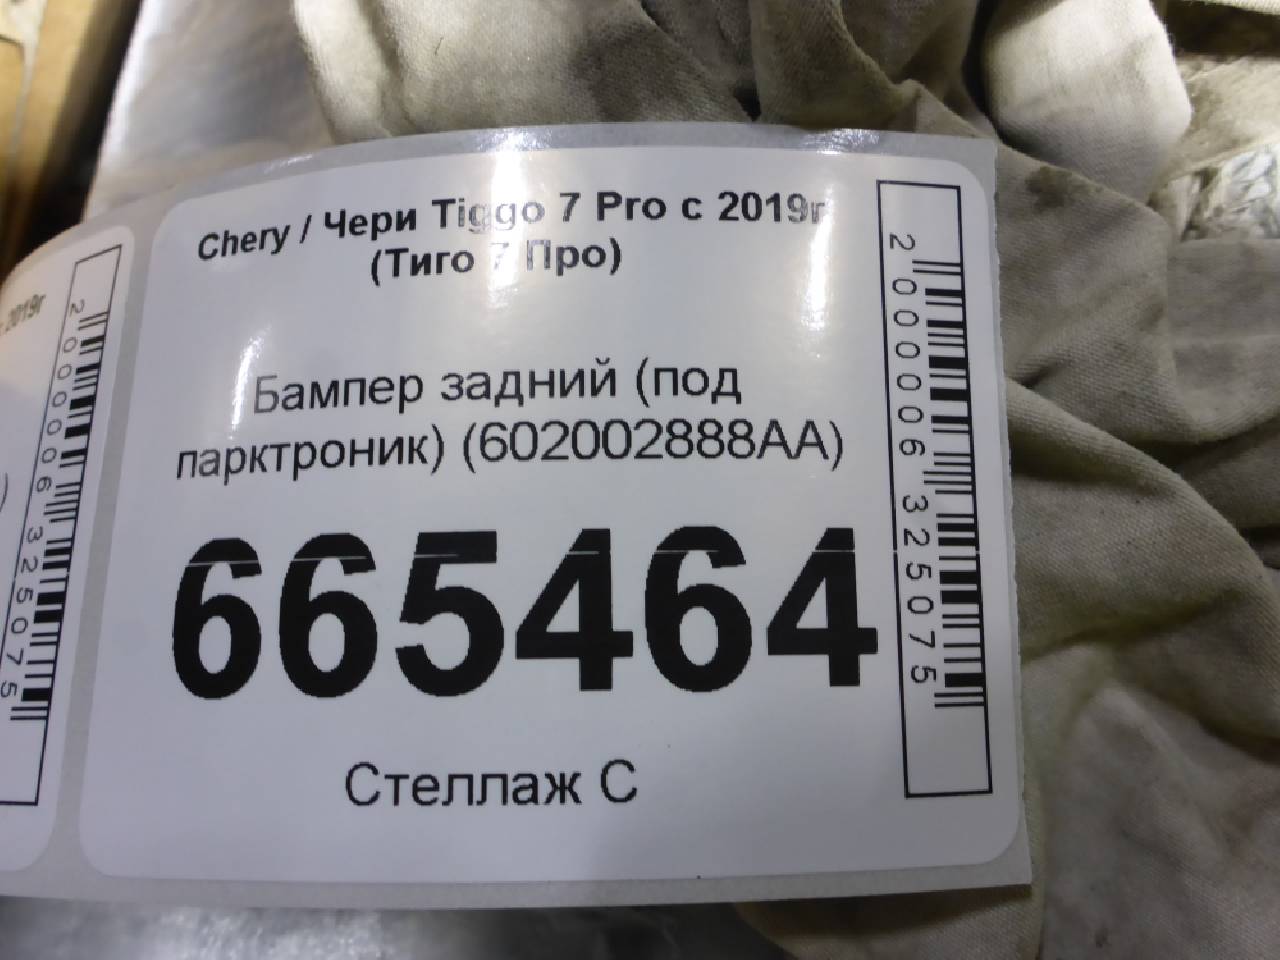 Chery / Чери Tiggo 7 Pro с 2019г
(Тиго 7 Про)
Бампер задний (под
парктроник) (602002888AA)
665464
Стеллаж С
2000006325075
2019г
2000006325075